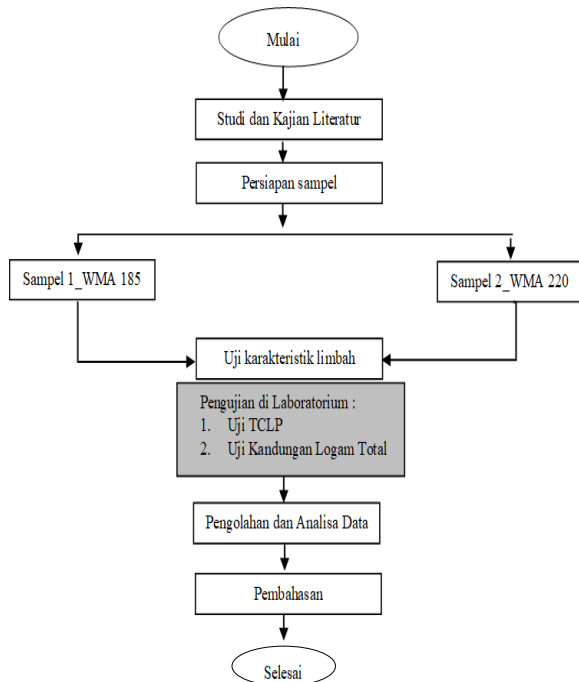 Mulai
Studi dan Kajian Literatur
Persiapan sampel
Sampel 1_WMA 185
Sampel 2_WMA 220
Uji karakteristik limbah
Pengujian di Laboratorium :
1. Uji TCLP
2. Uji Kandungan Logam Total
Pengolahan dan Analisa Data
Pembahasan
Selesai